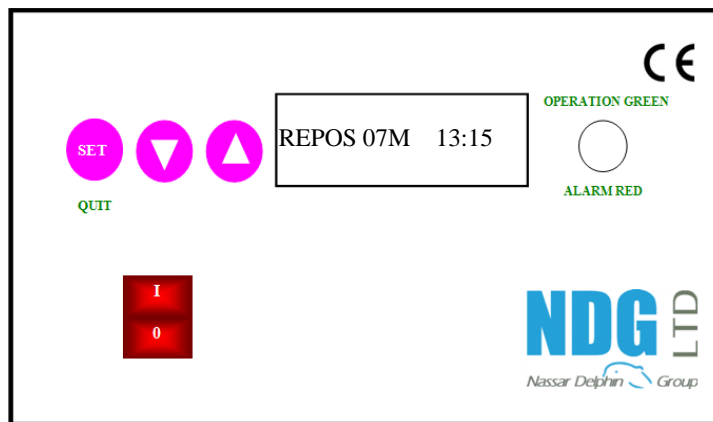 CE
OPERATION GREEN
SET
REPOS 07M 13:15
ALARM RED
QUIT
I
0
NDG LTD
Nassar Delphin Group